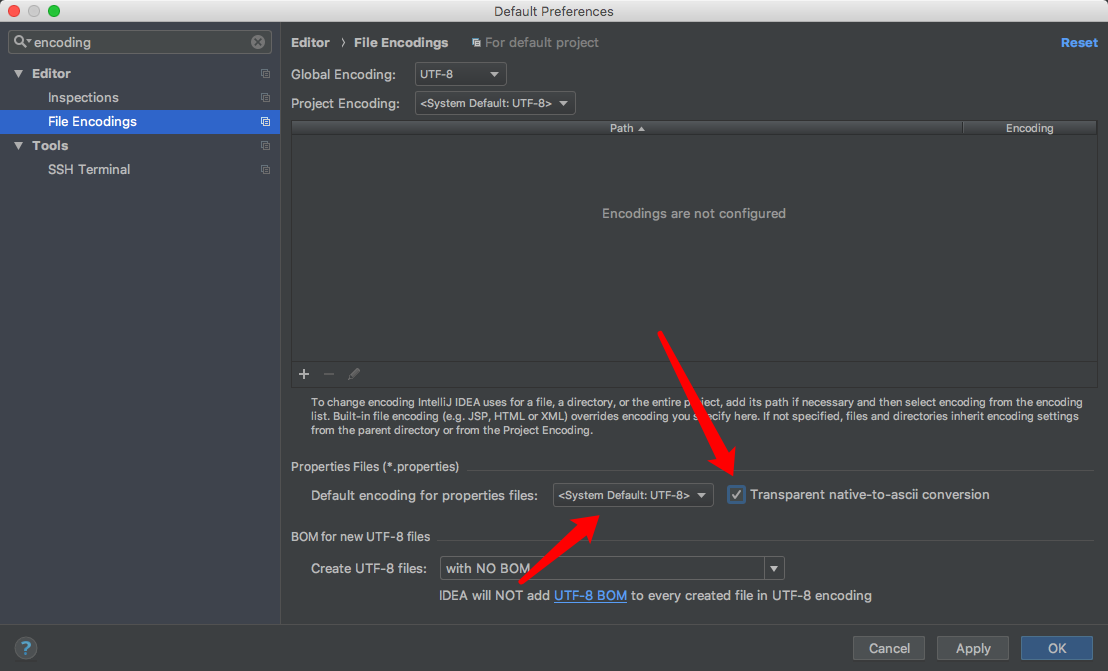 Default Preferences
encoding
Editor
Inspections
File Encodings
Tools
SSH Terminal
Editor › File Encodings For default project Reset
Global Encoding: UTF-8
Project Encoding: <System Default: UTF-8>
Path Encoding
Encodings are not configured
To change encoding IntelliJ IDEA uses for a file, a directory, or the entire project, add its path if necessary and then select encoding from the encoding
list. Built-in file encoding (e.g. JSP, HTML or XML) overrides encoding you specify here. If not specified, files and directories inherit encoding settings
from the parent directory or from the Project Encoding.
Properties Files (*.properties)
Default encoding for properties files: <System Default: UTF-8> Transparent native-to-ascii conversion
BOM for new UTF-8 files
Create UTF-8 files: with NO BOM
IDEA will NOT add UTF-8 BOM to every created file in UTF-8 encoding
? Cancel Apply OK